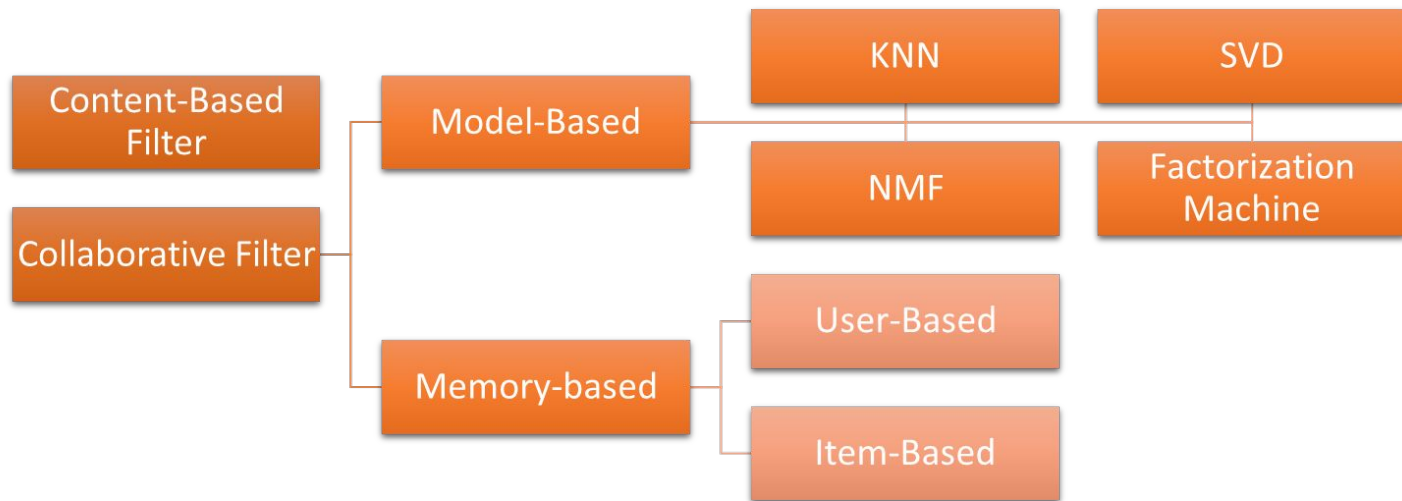 Content-Based
Filter
Collaborative Filter
Model-Based
KNN
SVD
NMF
Factorization
Machine
Memory-based
User-Based
Item-Based